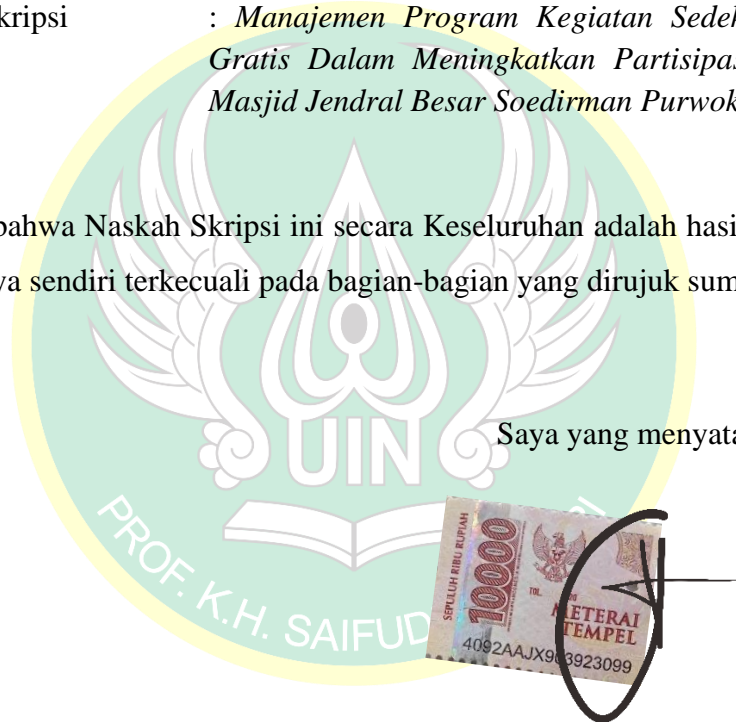 kripsi : Manajemen Program Kegiatan Sedek
Gratis Dalam Meningkatkan Partisipas
Masjid Jendral Besar Soedirman Purwok
bahwa Naskah Skripsi ini secara Keseluruhan adalah hasi
ya sendiri terkecuali pada bagian-bagian yang dirujuk sum
UIN
Saya yang menyata
PROF. K.H. SAIFUD
RI
SEPULUH RIBU RUPIAH
10000
TGL.
METERAI
TEMPEL